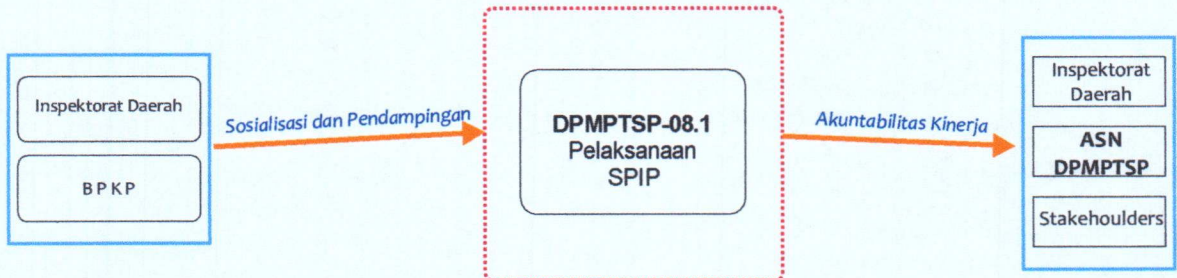 Inspektorat Daerah
B P K P
Sosialisasi dan Pendampingan
DPMPTSP-08.1
Pelaksanaan
SPIP
Akuntabilitas Kinerja
Inspektorat
Daerah
ASN
DPMPTSP
Stakehoulders